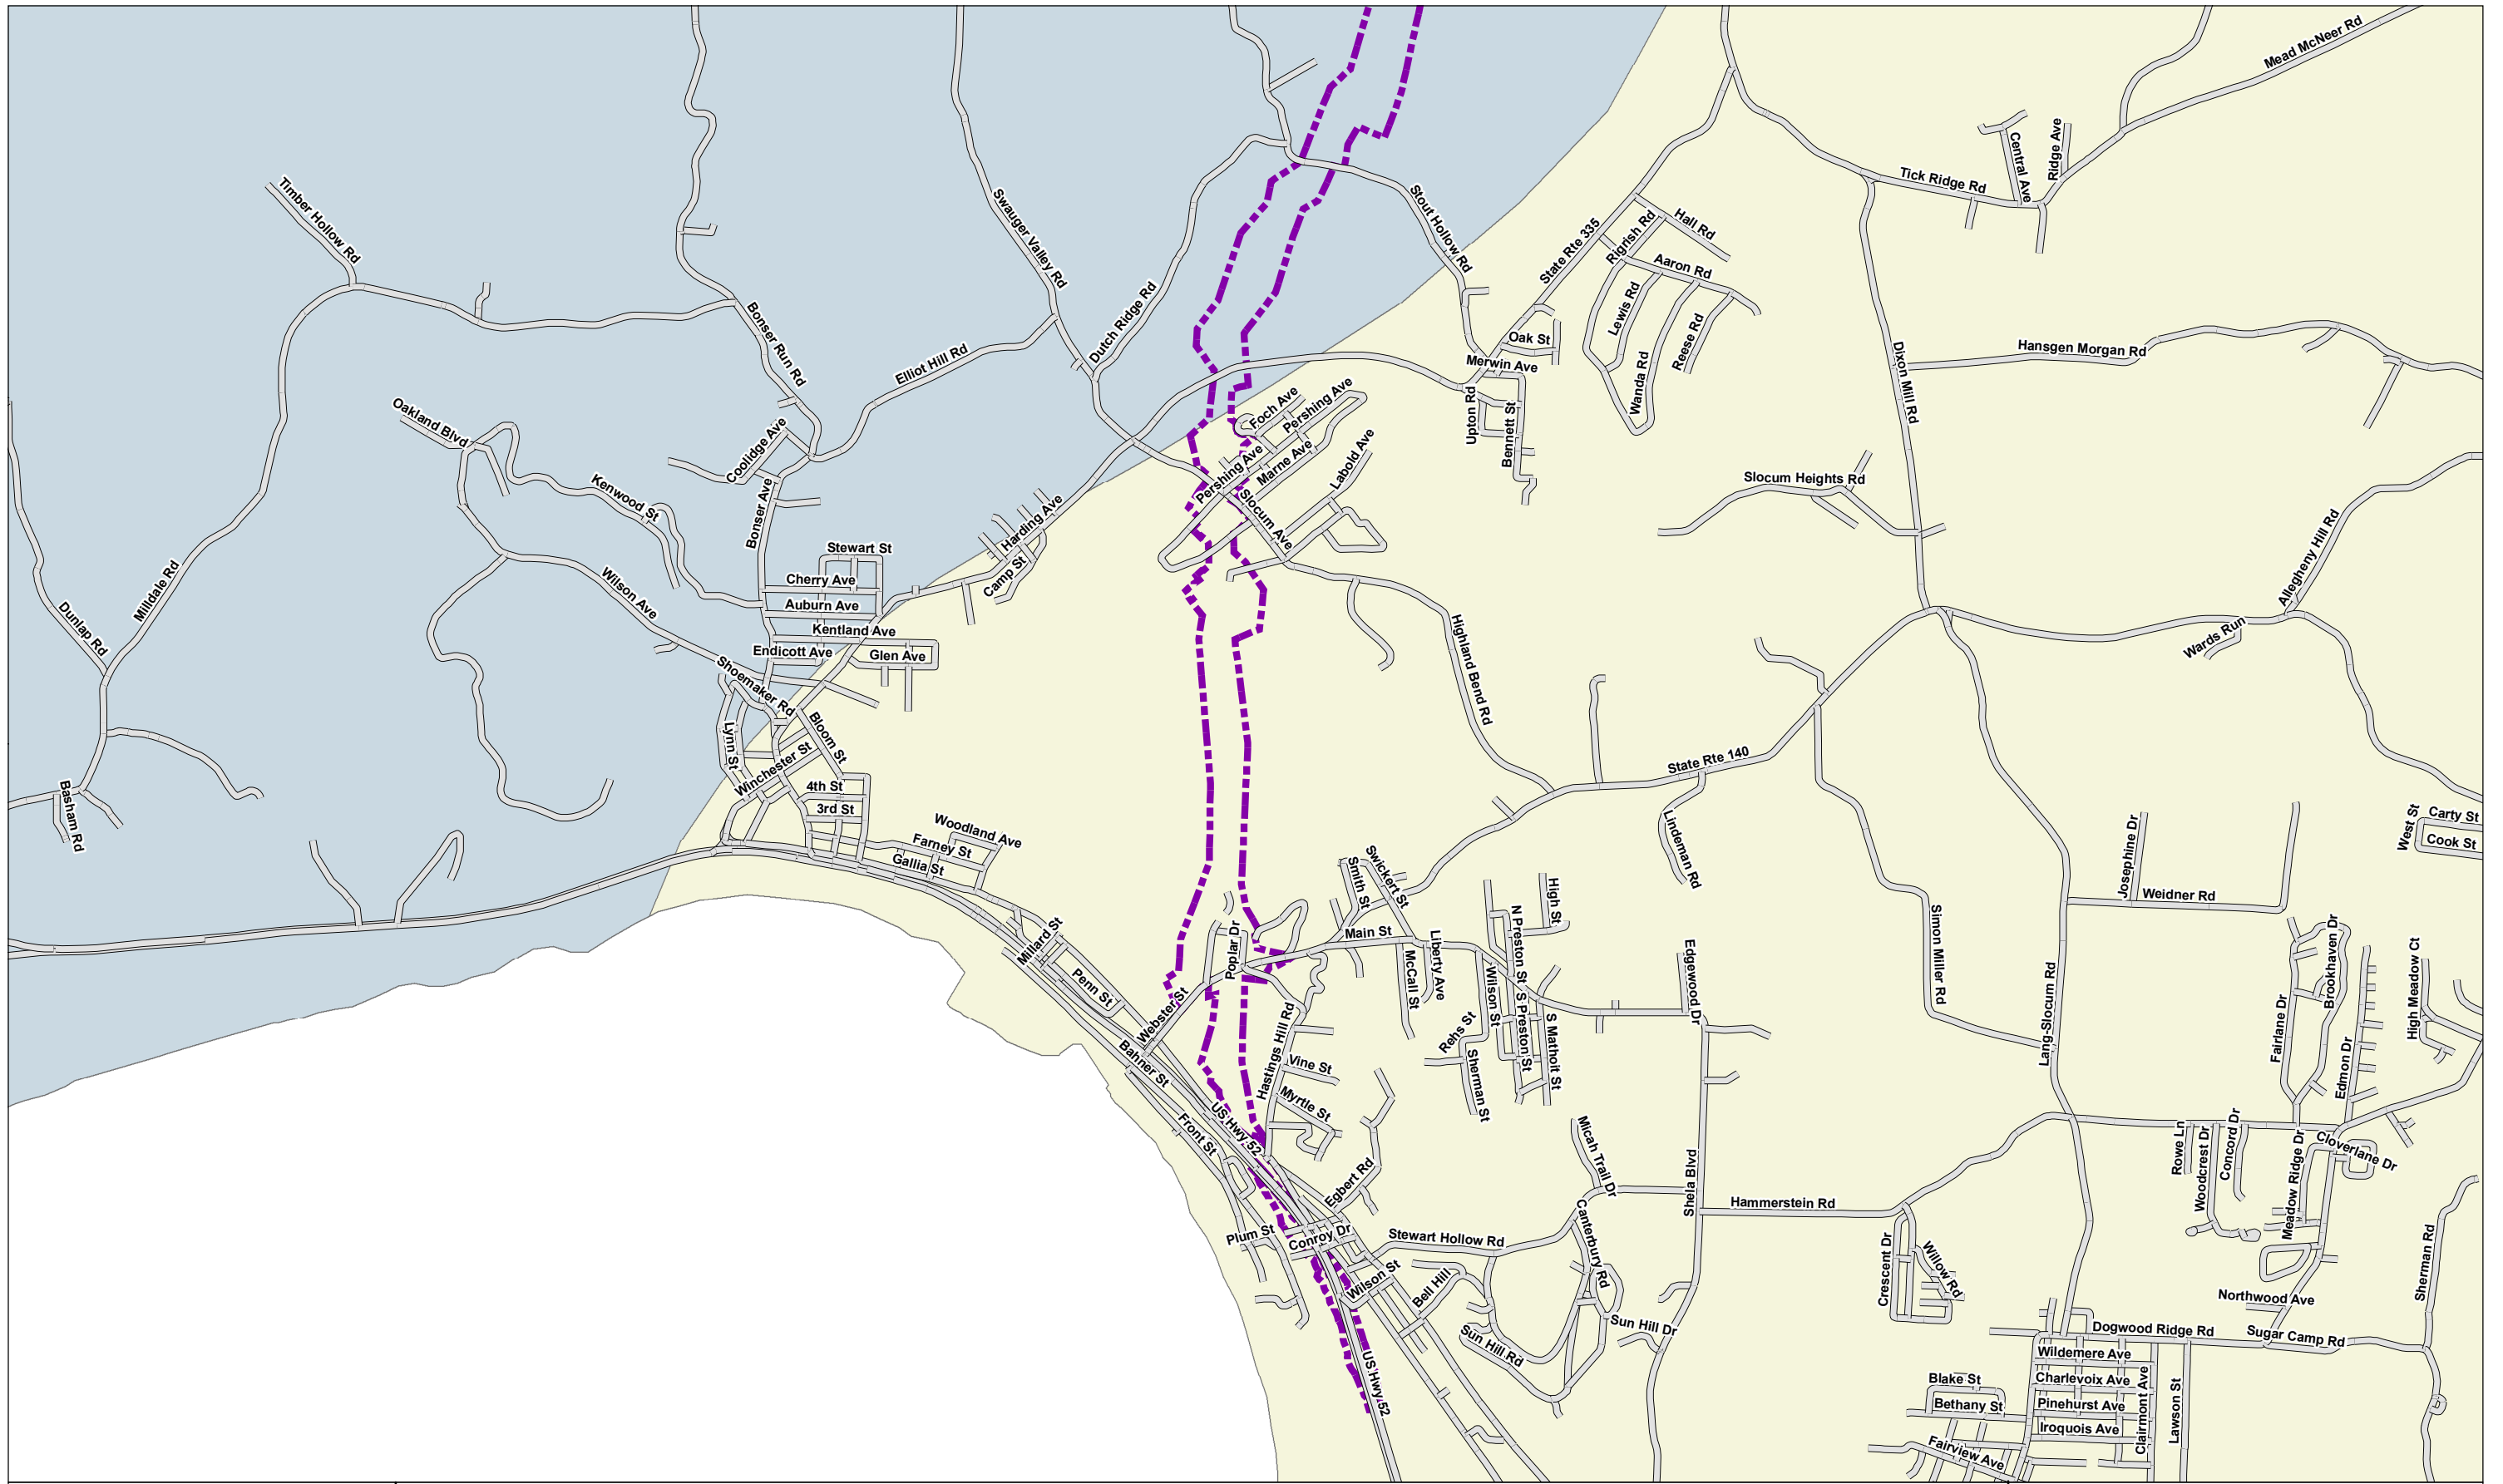 Mead McNeer Rd
Central Ave
Ridge Ave
Tick Ridge Rd
Timber Hollow Rd
Swauger Valley Rd
Stout Hollow Rd
State Rte 335
Rigrish Rd
Hall Rd
Aaron Rd
Lewis Rd
Reese Rd
Wanda Rd
Oak St
Merwin Ave
Upton Rd
Bennett St
Dixon Mill Rd
Hansgen Morgan Rd
Bonser Run Rd
Elliot Hill Rd
Dutch Ridge Rd
Oakland Blvd
Coolidge Ave
Kenwood St
Bonser Ave
Foch Ave
Pershing Ave
Pershing Ave
Marne Ave
Labold Ave
Slocum Ave
Slocum Heights Rd
Harding Ave
Camp St
Stewart St
Cherry Ave
Auburn Ave
Kentland Ave
Endicott Ave
Glen Ave
Milldale Rd
Dunlap Rd
Wilson Ave
Shoemaker Rd
Bloom St
Lynn St
Winchester St
4th St
3rd St
Basham Rd
Woodland Ave
Farney St
Gallia St
Highland Bend Rd
State Rte 140
Allegheny Hill Rd
Wards Run
Lindeman Rd
Josephine Dr
Weidner Rd
West St
Carty St
Cook St
Smith St
Swickert St
High St
N Preston St
Main St
Liberty Ave
McCall St
Wilson St
S Preston St
S Mathoit St
Rehs St
Sherman St
Edgewood Dr
Simon Miller Rd
Lang-Slocum Rd
Brookhaven Dr
Fairlane Dr
Edmon Dr
High Meadow Ct
Millard St
Penn St
Poplar Dr
Webster St
Bahner St
Front St
US Hwy 52
Hastings Hill Rd
Vine St
Myrtle St
Egbert Rd
Plum St
Conroy Dr
Wilson St
Stewart Hollow Rd
Bell Hill
Micah Trail Dr
Canterbury Rd
Shela Blvd
Hammerstein Rd
Sun Hill Dr
Sun Hill Rd
US Hwy 52
Crescent Dr
Willow Rd
Rowe Ln
Woodcrest Dr
Concord Dr
Meadow Ridge Dr
Cloverlane Dr
Sherman Rd
Northwood Ave
Dogwood Ridge Rd
Sugar Camp Rd
Wildemere Ave
Charlevoix Ave
Pinehurst Ave
Iroquois Ave
Clairmont Ave
Lawson St
Blake St
Bethany St
Fairview Ave